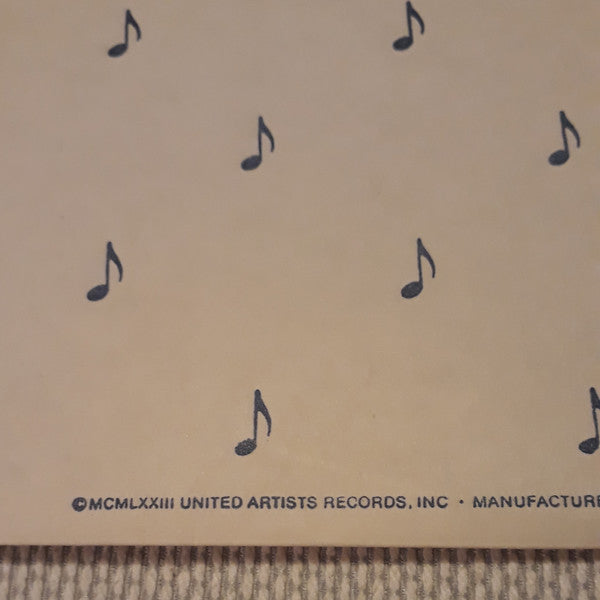 ©MCMLXXIII UNITED ARTISTS RECORDS, INC • MANUFACTURE